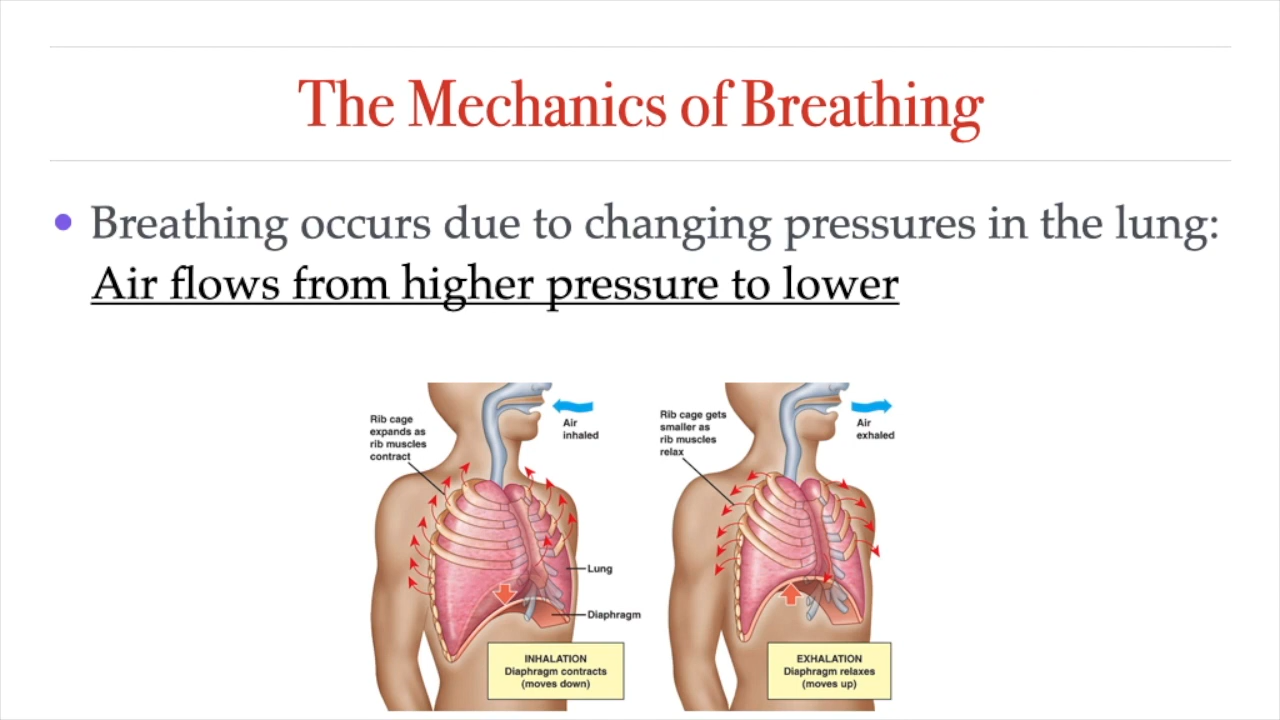 The Mechanics of Breathing
• Breathing occurs due to changing pressures in the lung:
Air flows from higher pressure to lower
Rib cage
expands as
rib muscles
contract
Air
inhaled
Lung
Diaphragm
INHALATION
Diaphragm contracts
(moves down)
Rib cage gets
smaller as
rib muscles
relax
Air
exhaled
EXHALATION
Diaphragm relaxes
(moves up)